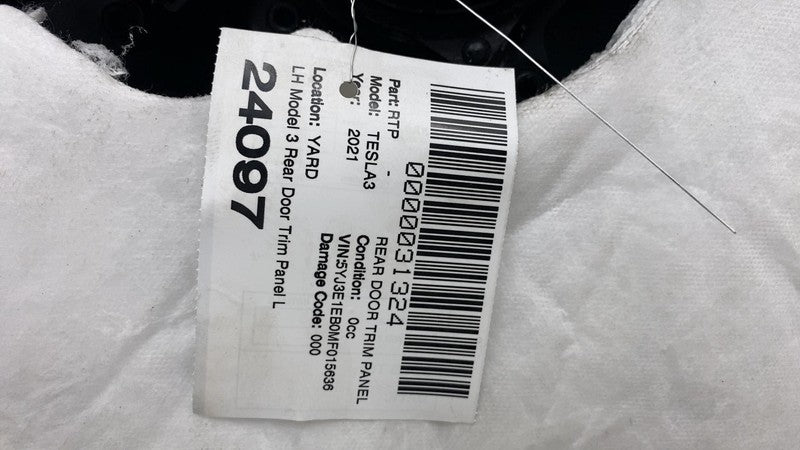 0000031324
Part: RTP - REAR DOOR TRIM PANEL
Model: TESLA3 Condition: 0cc
Year: 2021 VIN:5YJ3E1EB0MF015636
Damage Code: 000
Location: YARD
LH Model 3 Rear Door Trim Panel L
24097